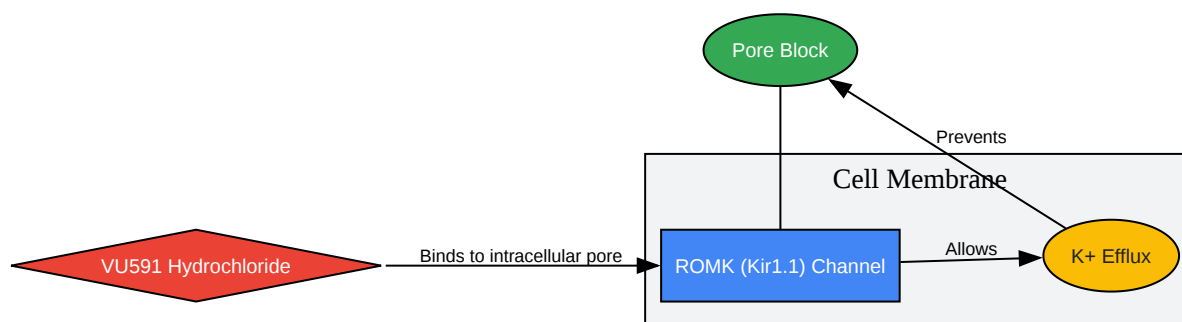 Pore Block
Prevents
Cell Membrane
VU591 Hydrochloride
Binds to intracellular pore
ROMK (Kir1.1) Channel
Allows
K+ Efflux